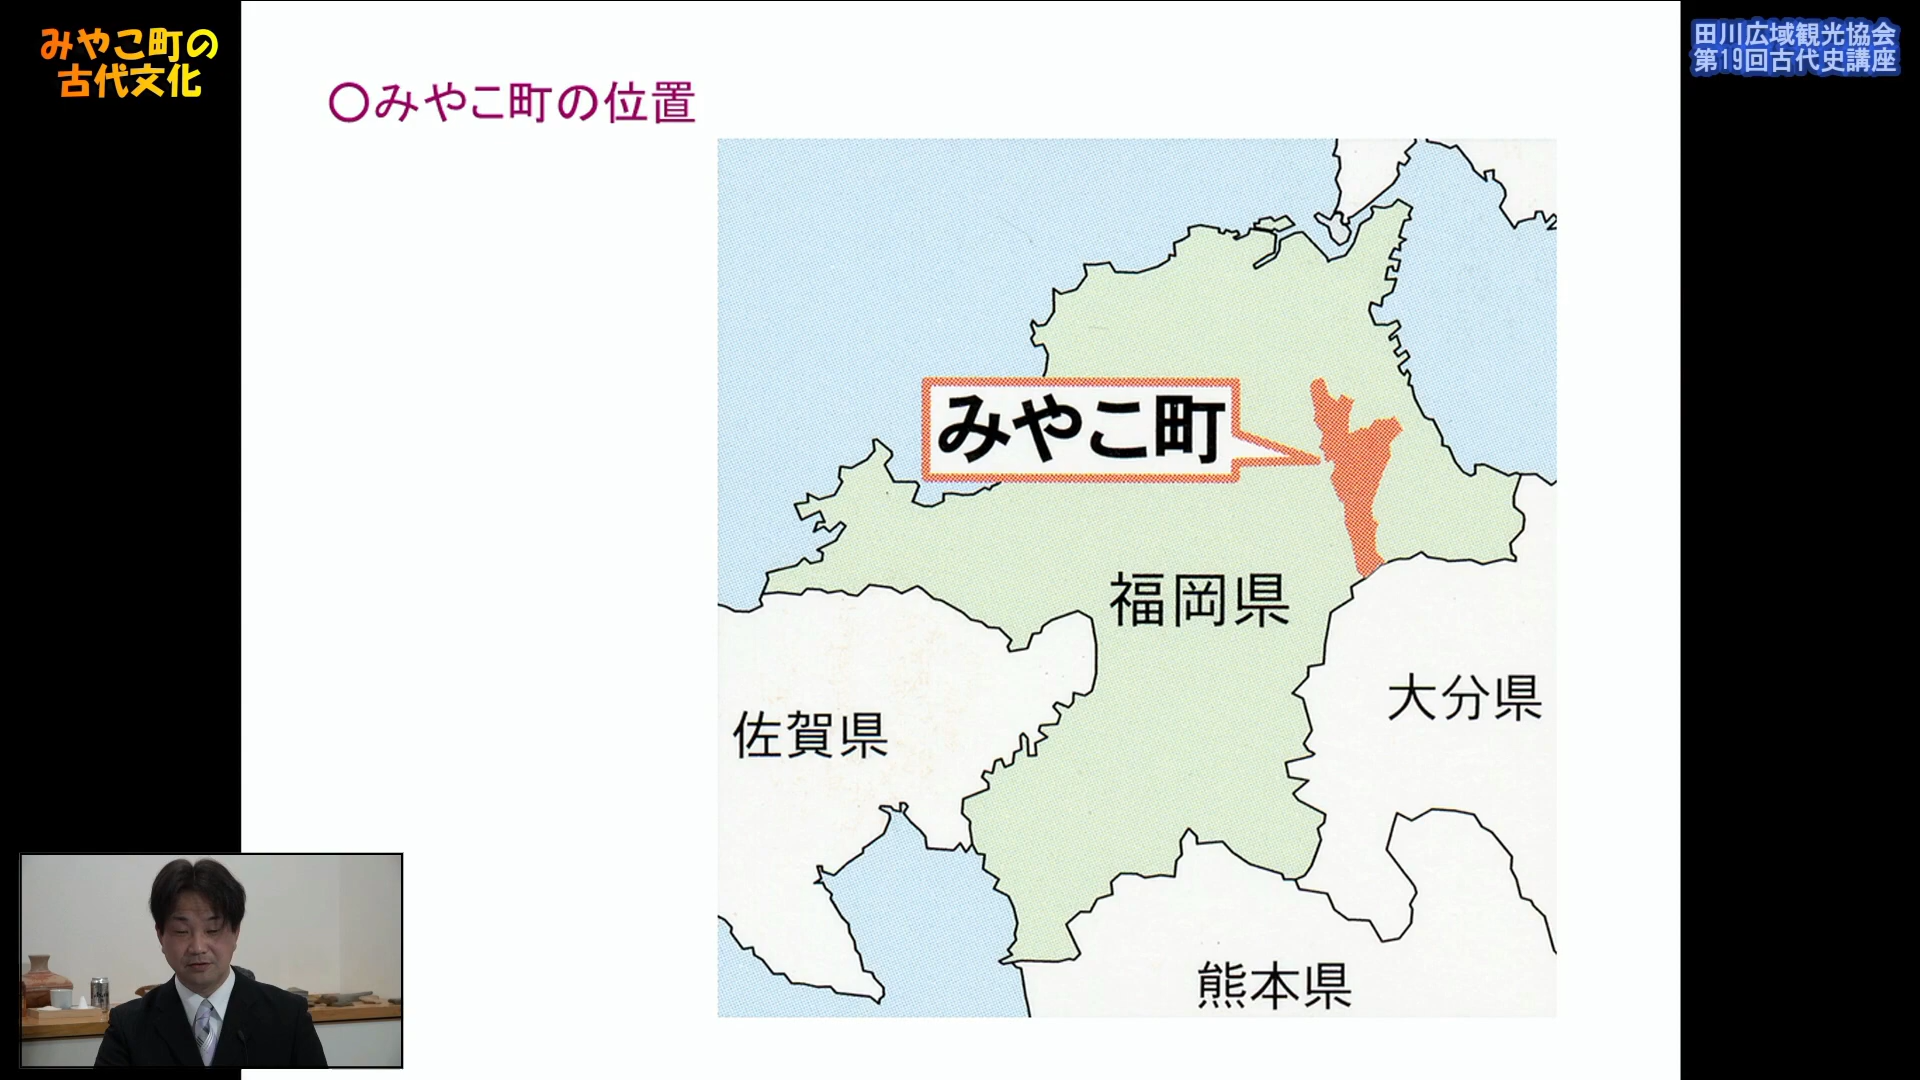 みやこ町の
古代文化
田川広域観光協会
第19回古代史講座
〇みやこ町の位置
みやこ町
福岡県
大分県
佐賀県
熊本県